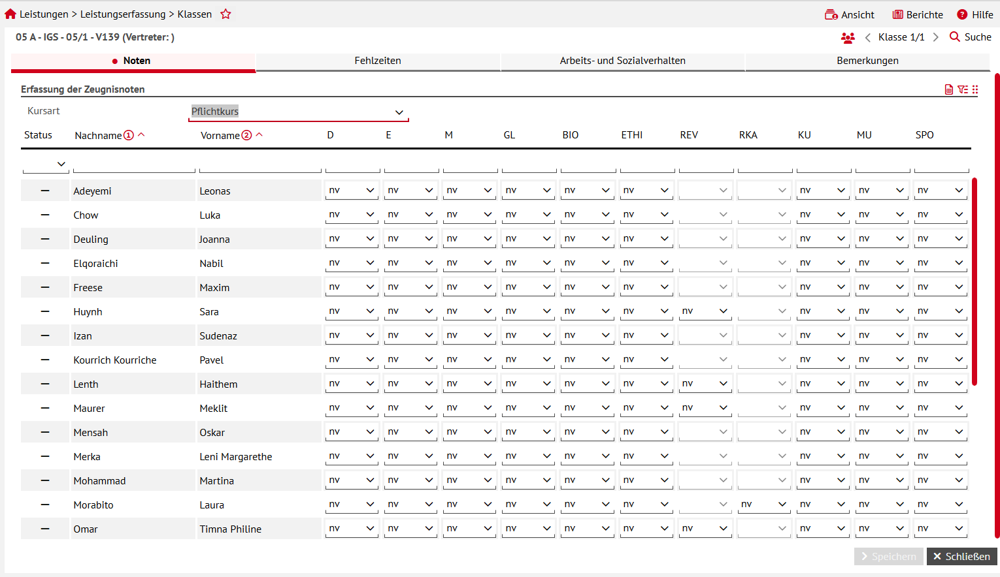 Leistungen > Leistungserfassung > Klassen
Ansicht Berichte Hilfe
05 A - IGS - 05/1 - V139 (Vertreter: )
Klasse 1/1 Suche
Noten Fehlzeiten Arbeits- und Sozialverhalten Bemerkungen
Erfassung der Zeugnisnoten
Kursart Pflichtkurs
Status Nachname 1 Vorname 2 D E M GL BIO ETHI REV RKA KU MU SPO
– Adeyemi Leonas nv nv nv nv nv nv nv nv nv
– Chow Luka nv nv nv nv nv nv nv nv nv
– Deuling Joanna nv nv nv nv nv nv nv nv nv
– Elqoraichi Nabil nv nv nv nv nv nv nv nv nv
– Freese Maxim nv nv nv nv nv nv nv nv nv
– Huynh Sara nv nv nv nv nv nv nv nv nv nv
– Izan Sudenaz nv nv nv nv nv nv nv nv nv
– Kourrich Kourriche Pavel nv nv nv nv nv nv nv nv nv
– Lenth Haithem nv nv nv nv nv nv nv nv nv nv
– Maurer Meklit nv nv nv nv nv nv nv nv nv nv
– Mensah Oskar nv nv nv nv nv nv nv nv nv
– Merka Leni Margarethe nv nv nv nv nv nv nv nv nv
– Mohammad Martina nv nv nv nv nv nv nv nv nv
– Morabito Laura nv nv nv nv nv nv nv nv nv nv
– Omar Timna Philine nv nv nv nv nv nv nv nv nv nv
Speichern Schließen